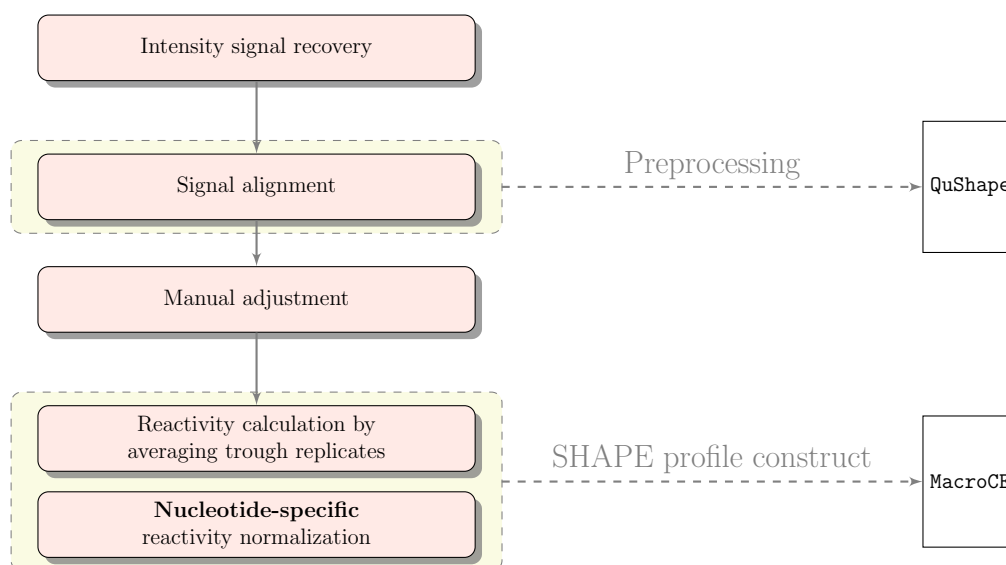 Intensity signal recovery
Preprocessing
Signal alignment
QuShape
Manual adjustment
Reactivity calculation by
averaging trough replicates
SHAPE profile construct
MacroCE
Nucleotide-specific
reactivity normalization